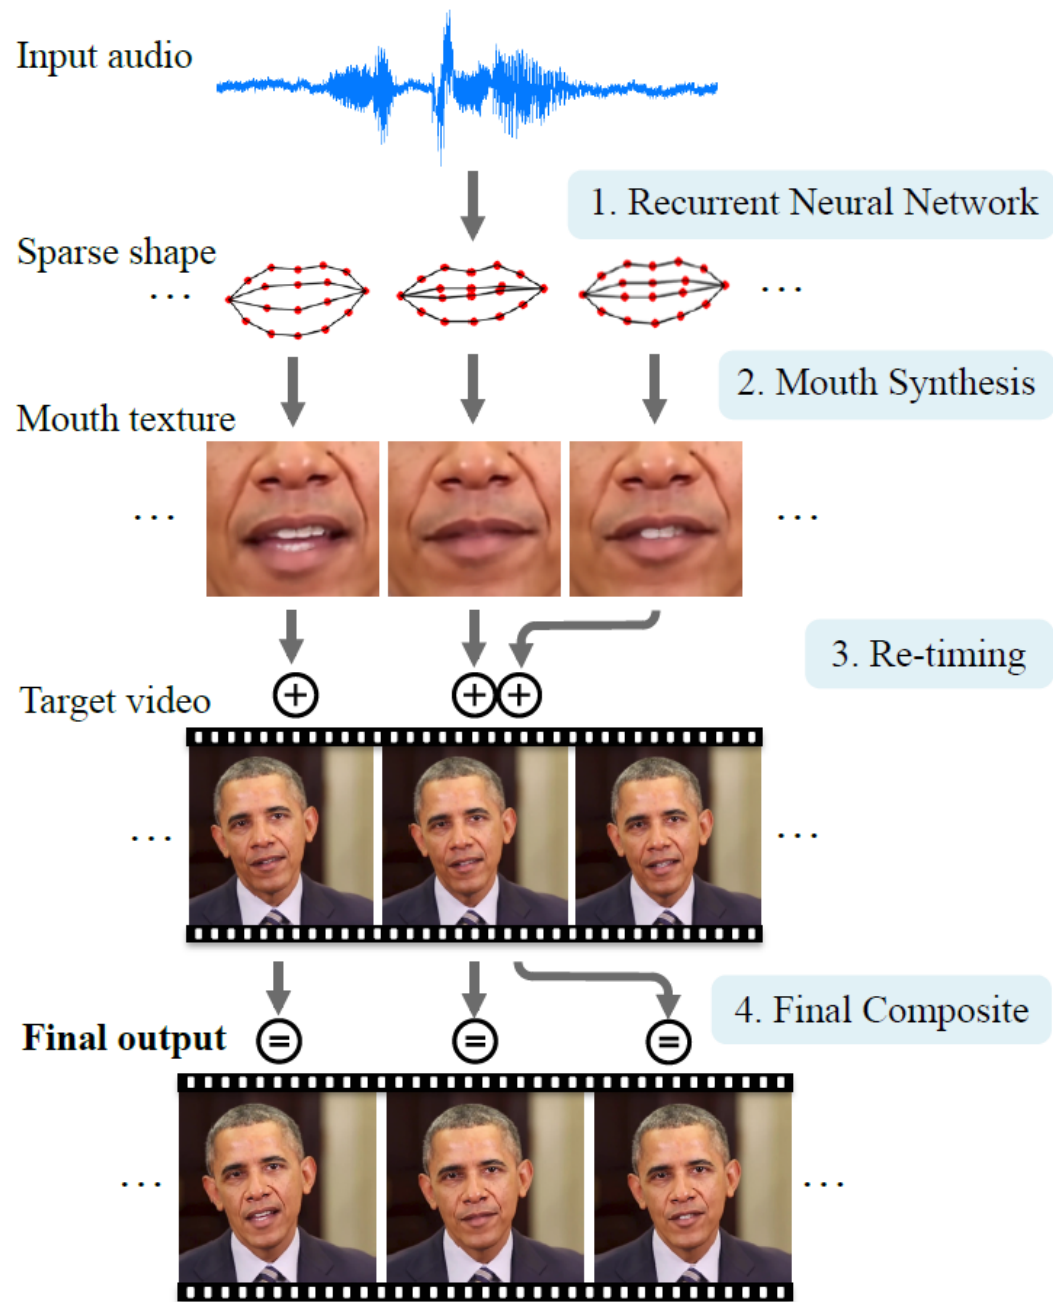 Input audio
1. Recurrent Neural Network
Sparse shape
... ...
2. Mouth Synthesis
Mouth texture
... ...
3. Re-timing
+ + +
Target video
... ...
4. Final Composite
Final output = = =
... ...